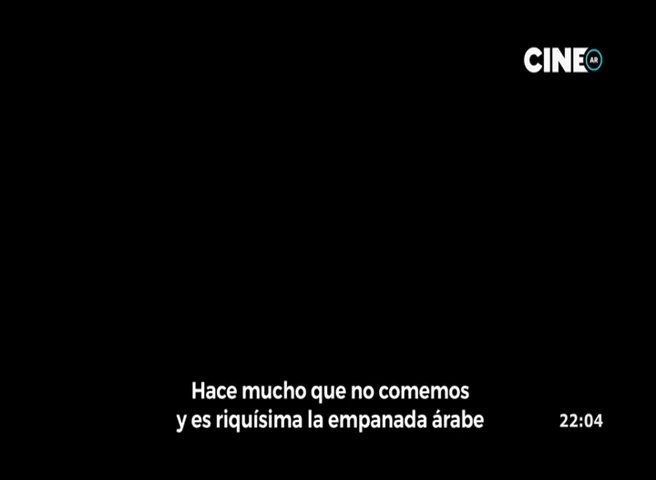 CINE AR
Hace mucho que no comemos
y es riquísima la empanada árabe
22:04